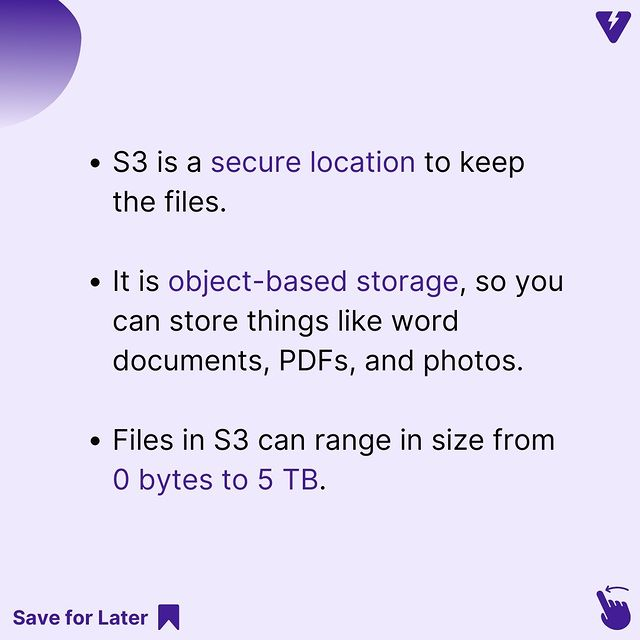 • S3 is a secure location to keep
the files.
• It is object-based storage, so you
can store things like word
documents, PDFs, and photos.
• Files in S3 can range in size from
0 bytes to 5 TB.
Save for Later